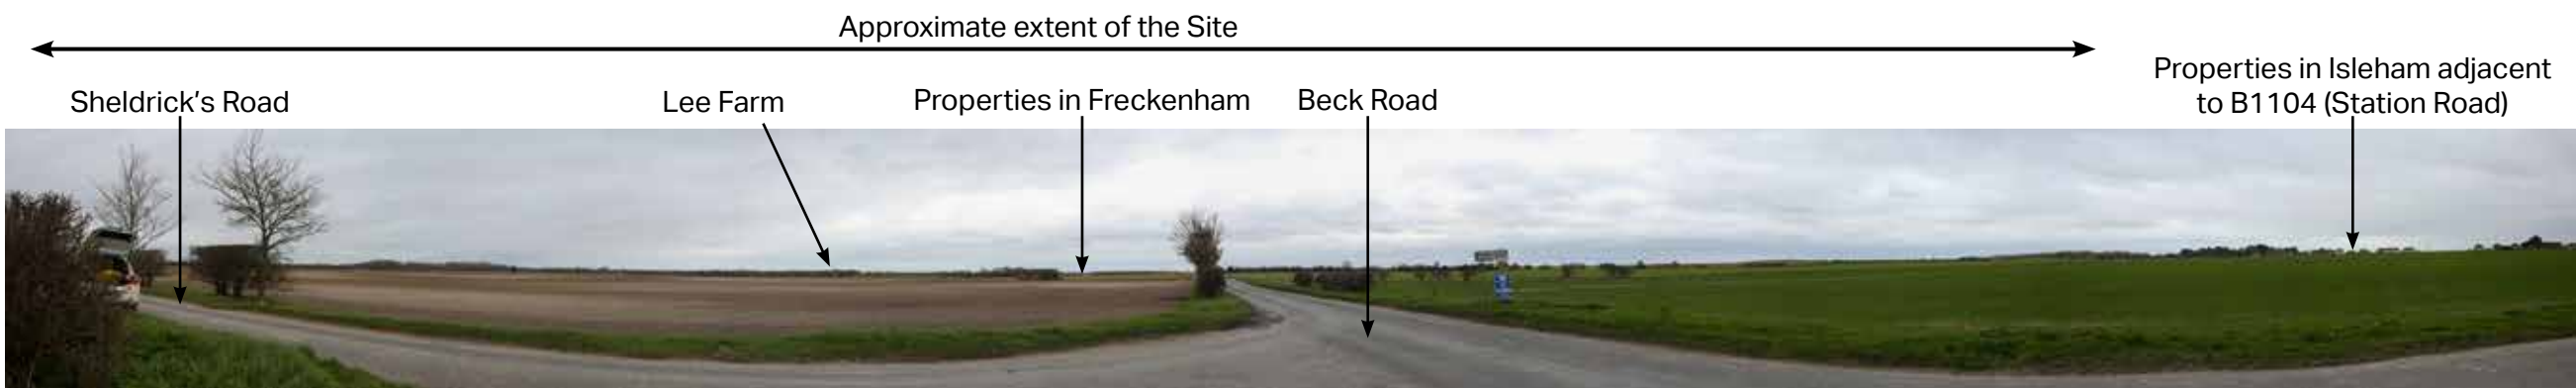 Approximate extent of the Site
Sheldrick's Road
Lee Farm
Properties in Freckenham
Beck Road
Properties in Isleham adjacent
to B1104 (Station Road)